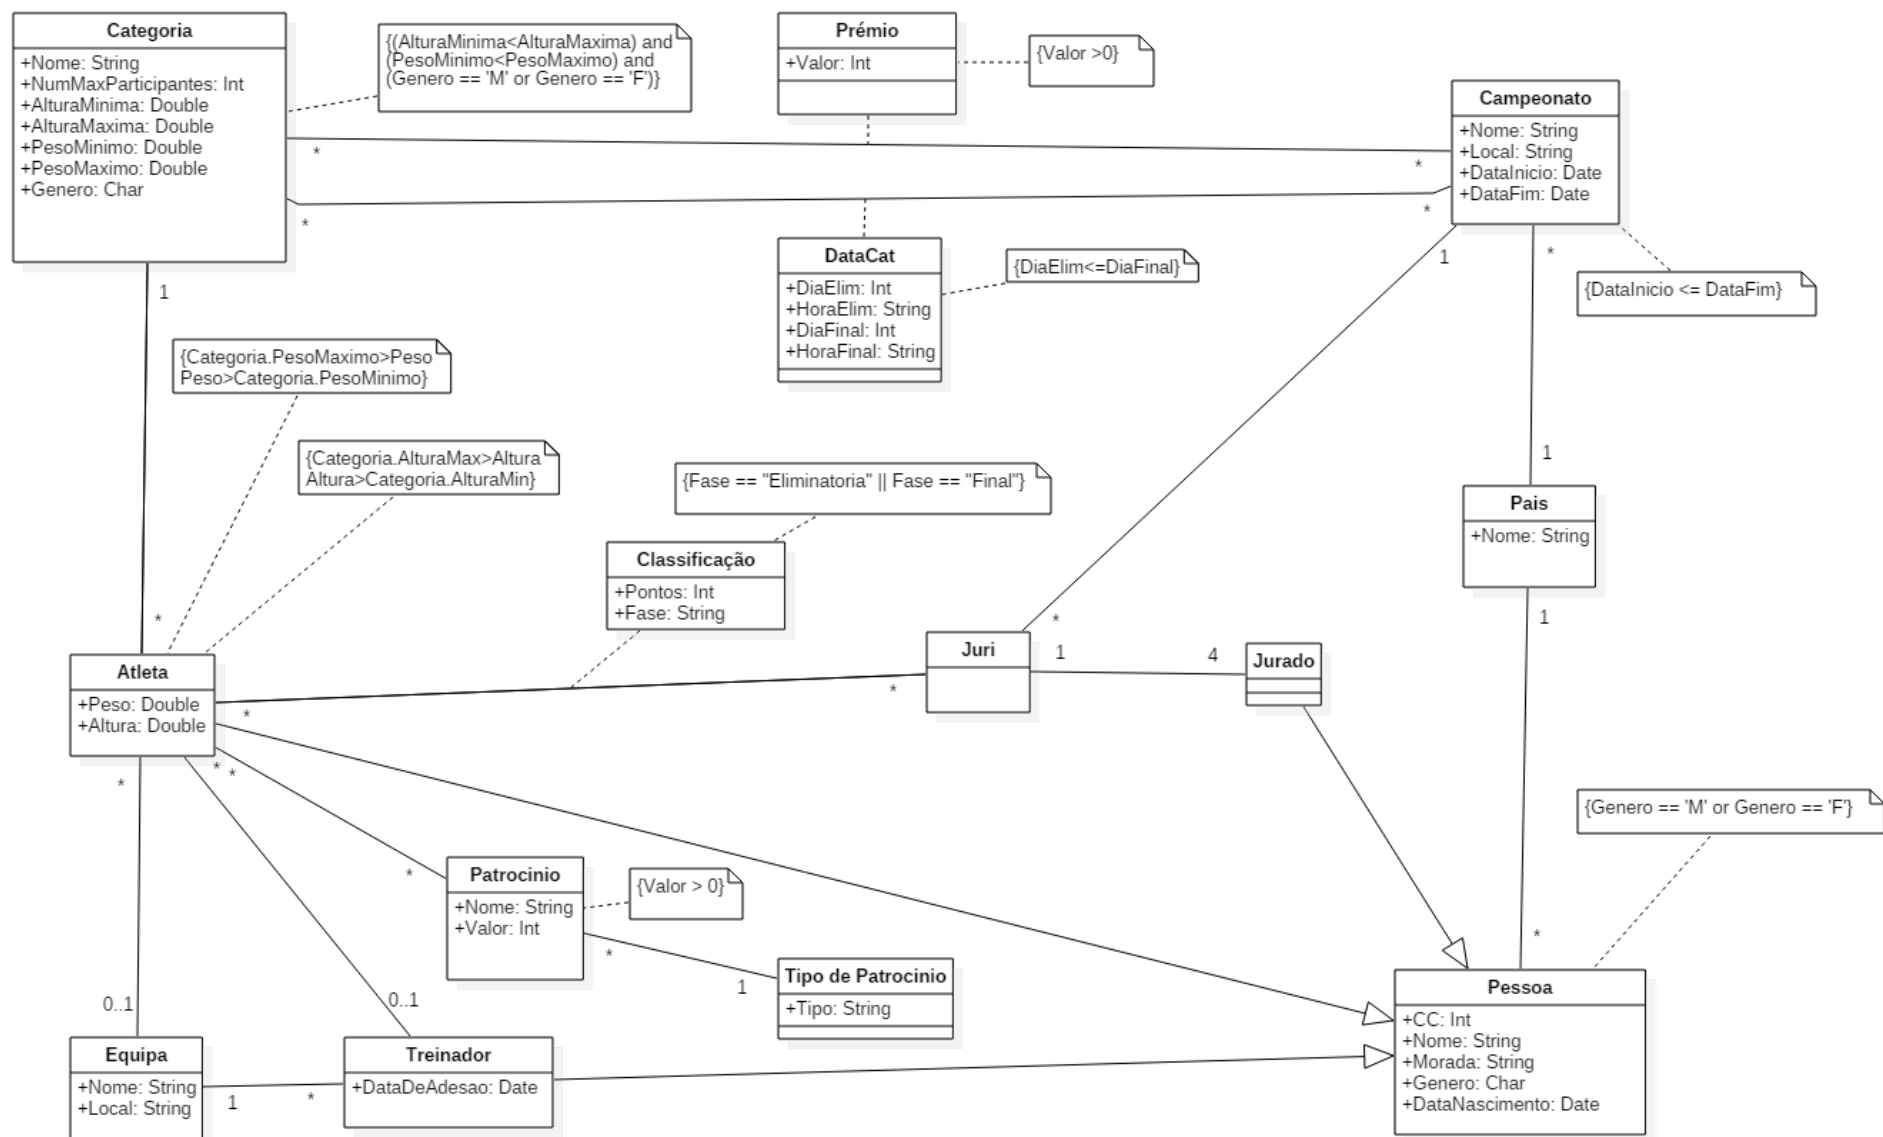 Categoria
+Nome: String
+NumMaxParticipantes: Int
+AlturaMinima: Double
+AlturaMaxima: Double
+PesoMinimo: Double
+PesoMaximo: Double
+Genero: Char
{(AlturaMinima<AlturaMaxima) and
(PesoMinimo<PesoMaximo) and
(Genero == 'M' or Genero == 'F')}
Prémio
+Valor: Int
{Valor >0}
Campeonato
+Nome: String
+Local: String
+DataInicio: Date
+DataFim: Date
*
*
*
*
DataCat
+DiaElim: Int
+HoraElim: String
+DiaFinal: Int
+HoraFinal: String
{DiaElim<=DiaFinal}
1
*
{DataInicio <= DataFim}
1
{Categoria.PesoMaximo>Peso
Peso>Categoria.PesoMinimo}
{Categoria.AlturaMax>Altura
Altura>Categoria.AlturaMin}
{Fase == "Eliminatoria" || Fase == "Final"}
1
Pais
+Nome: String
1
Classificação
+Pontos: Int
+Fase: String
*
*
Juri
1
4
Jurado
Atleta
+Peso: Double
+Altura: Double
*
*
*
*
*
{Genero == 'M' or Genero == 'F'}
*
Patrocinio
+Nome: String
+Valor: Int
{Valor > 0}
*
*
1
Tipo de Patrocinio
+Tipo: String
0..1
0..1
Pessoa
+CC: Int
+Nome: String
+Morada: String
+Genero: Char
+DataNascimento: Date
Equipa
+Nome: String
+Local: String
1
*
Treinador
+DataDeAdesao: Date